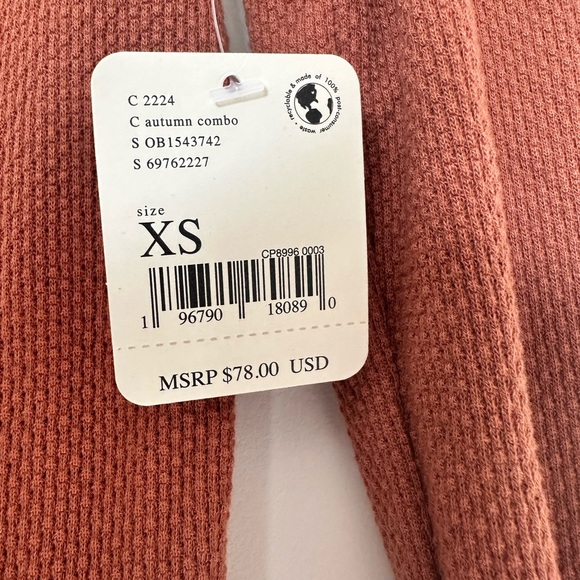 C 2224
C autumn combo
S OB1543742
S 69762227
recyclable & made of 100% post-consumer waste
size
XS
CP8996 0003
1 96790 18089 0
MSRP $78.00 USD